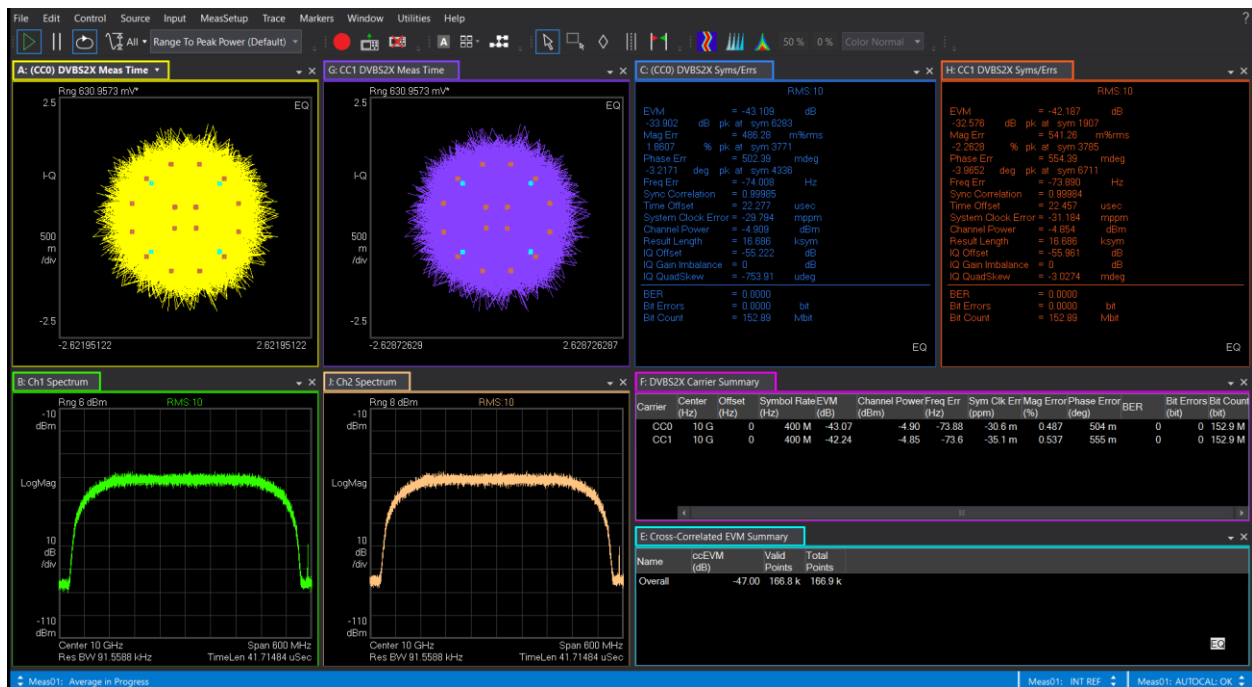 File Edit Control Source Input MeasSetup Trace Markers Window Utilities Help
?
All Range To Peak Power (Default) A 50 % 0 % Color Normal
A: (CC0) DVBS2X Meas Time
Rng 630.9573 mV*
2.5
EQ
I-Q
500
m
/div
-2.5
-2.62195122 2.62195122
G: CC1 DVBS2X Meas Time
Rng 630.9573 mV*
2.5
EQ
I-Q
500
m
/div
-2.5
-2.62872629 2.628726287
C: (CC0) DVBS2X Syms/Errs
RMS:10
EVM = -43.109 dB
-33.902 dB pk at sym 6283
Mag Err = 486.28 m%rms
1.8607 % pk at sym 3771
Phase Err = 502.39 mdeg
-3.2171 deg pk at sym 4336
Freq Err = -74.008 Hz
Sync Correlation = 0.99985
Time Offset = 22.277 usec
System Clock Error = -29.794 mppm
Channel Power = -4.909 dBm
Result Length = 16.686 ksym
IQ Offset = -55.222 dB
IQ Gain Imbalance = 0 dB
IQ QuadSkew = -753.91 udeg
BER = 0.0000
Bit Errors = 0.0000 bit
Bit Count = 152.89 Mbit
EQ
H: CC1 DVBS2X Syms/Errs
RMS:10
EVM = -42.187 dB
-32.576 dB pk at sym 1907
Mag Err = 541.26 m%rms
-2.2628 % pk at sym 3785
Phase Err = 554.39 mdeg
-3.9652 deg pk at sym 6711
Freq Err = -73.890 Hz
Sync Correlation = 0.99984
Time Offset = 22.457 usec
System Clock Error = -31.184 mppm
Channel Power = -4.854 dBm
Result Length = 16.686 ksym
IQ Offset = -55.961 dB
IQ Gain Imbalance = 0 dB
IQ QuadSkew = -3.0274 mdeg
BER = 0.0000
Bit Errors = 0.0000 bit
Bit Count = 152.89 Mbit
EQ
B: Ch1 Spectrum
Rng 6 dBm RMS:10
-10
dBm
LogMag
10
dB
/div
-110
dBm
Center 10 GHz Span 600 MHz
Res BW 91.5588 kHz TimeLen 41.71484 uSec
J: Ch2 Spectrum
Rng 8 dBm RMS:10
-10
dBm
LogMag
10
dB
/div
-110
dBm
Center 10 GHz Span 600 MHz
Res BW 91.5588 kHz TimeLen 41.71484 uSec
F: DVBS2X Carrier Summary
Carrier Center (Hz) Offset (Hz) Symbol Rate (Hz) EVM (dB) Channel Power (dBm) Freq Err (Hz) Sym Clk Err (ppm) Mag Error (%) Phase Error (deg) BER Bit Errors (bit) Bit Count (bit)
CC0 10 G 0 400 M -43.07 -4.90 -73.88 -30.6 m 0.487 504 m 0 0 152.9 M
CC1 10 G 0 400 M -42.24 -4.85 -73.6 -35.1 m 0.537 555 m 0 0 152.9 M
E: Cross-Correlated EVM Summary
Name ccEVM (dB) Valid Points Total Points
Overall -47.00 166.8 k 166.9 k
EQ
Meas01: Average in Progress Meas01: INT REF Meas01: AUTOCAL: OK